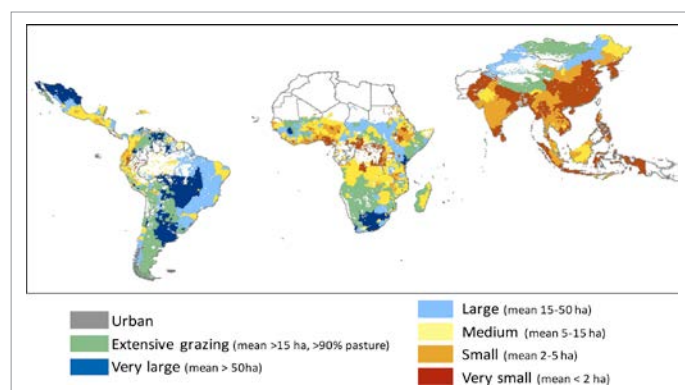 Urban
Extensive grazing (mean >15 ha, >90% pasture)
Very large (mean > 50ha)
Large (mean 15-50 ha)
Medium (mean 5-15 ha)
Small (mean 2-5 ha)
Very small (mean < 2 ha)